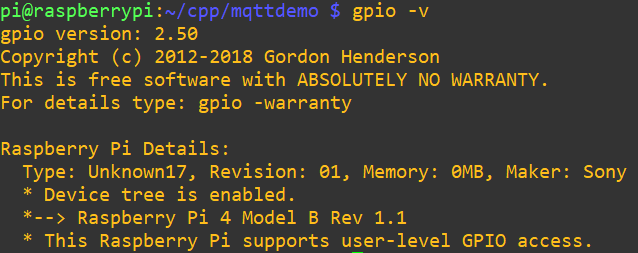 pi@raspberrypi:~/cpp/mqttdemo $ gpio -v
gpio version: 2.50
Copyright (c) 2012-2018 Gordon Henderson
This is free software with ABSOLUTELY NO WARRANTY.
For details type: gpio -warranty
Raspberry Pi Details:
  Type: Unknown17, Revision: 01, Memory: 0MB, Maker: Sony
  * Device tree is enabled.
  *--> Raspberry Pi 4 Model B Rev 1.1
  * This Raspberry Pi supports user-level GPIO access.